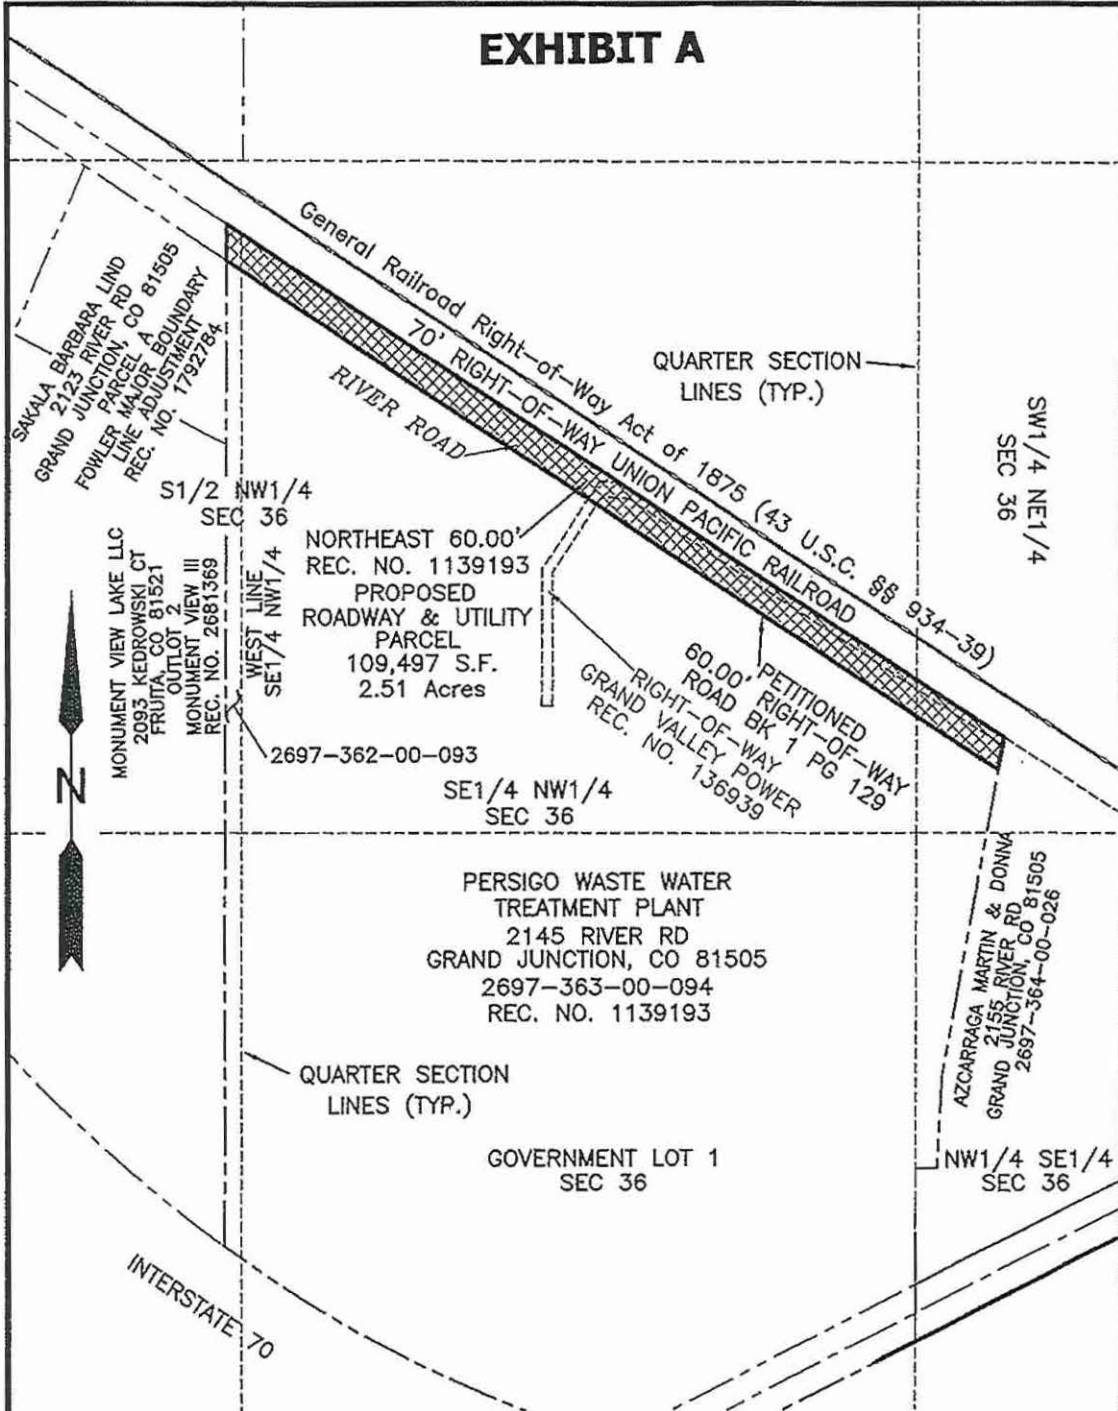 EXHIBIT A
General Railroad Right-of-Way Act of 1875 (43 U.S.C. §§ 934-39)
70' RIGHT-OF-WAY UNION PACIFIC RAILROAD
RIVER ROAD
QUARTER SECTION
LINES (TYP.)
SW1/4 NE1/4
SEC 36
SAKALA BARBARA LIND
2123 RIVER RD
GRAND JUNCTION, CO 81505
PARCEL A
FOWLER MAJOR BOUNDARY
LINE ADJUSTMENT
REC. NO. 1792784
S1/2 NW1/4
SEC 36
MONUMENT VIEW LAKE LLC
2093 KEDROWSKI CT
FRUITA, CO 81521
OUTLOT 2
MONUMENT VIEW III
REC. NO. 2681369
WEST LINE
SE1/4 NW1/4
NORTHEAST 60.00'
REC. NO. 1139193
PROPOSED
ROADWAY & UTILITY
PARCEL
109,497 S.F.
2.51 Acres
60.00' RIGHT-OF-WAY
PETITIONED
ROAD BK 1 PG 129
RIGHT-OF-WAY
GRAND VALLEY POWER
REC. NO. 136939
2697-362-00-093
SE1/4 NW1/4
SEC 36
N
PERSIGO WASTE WATER
TREATMENT PLANT
2145 RIVER RD
GRAND JUNCTION, CO 81505
2697-363-00-094
REC. NO. 1139193
AZCARRAGA MARTIN & DONNA
2155 RIVER RD
GRAND JUNCTION, CO 81505
2697-364-00-026
QUARTER SECTION
LINES (TYP.)
GOVERNMENT LOT 1
SEC 36
NW1/4 SE1/4
SEC 36
INTERSTATE 70